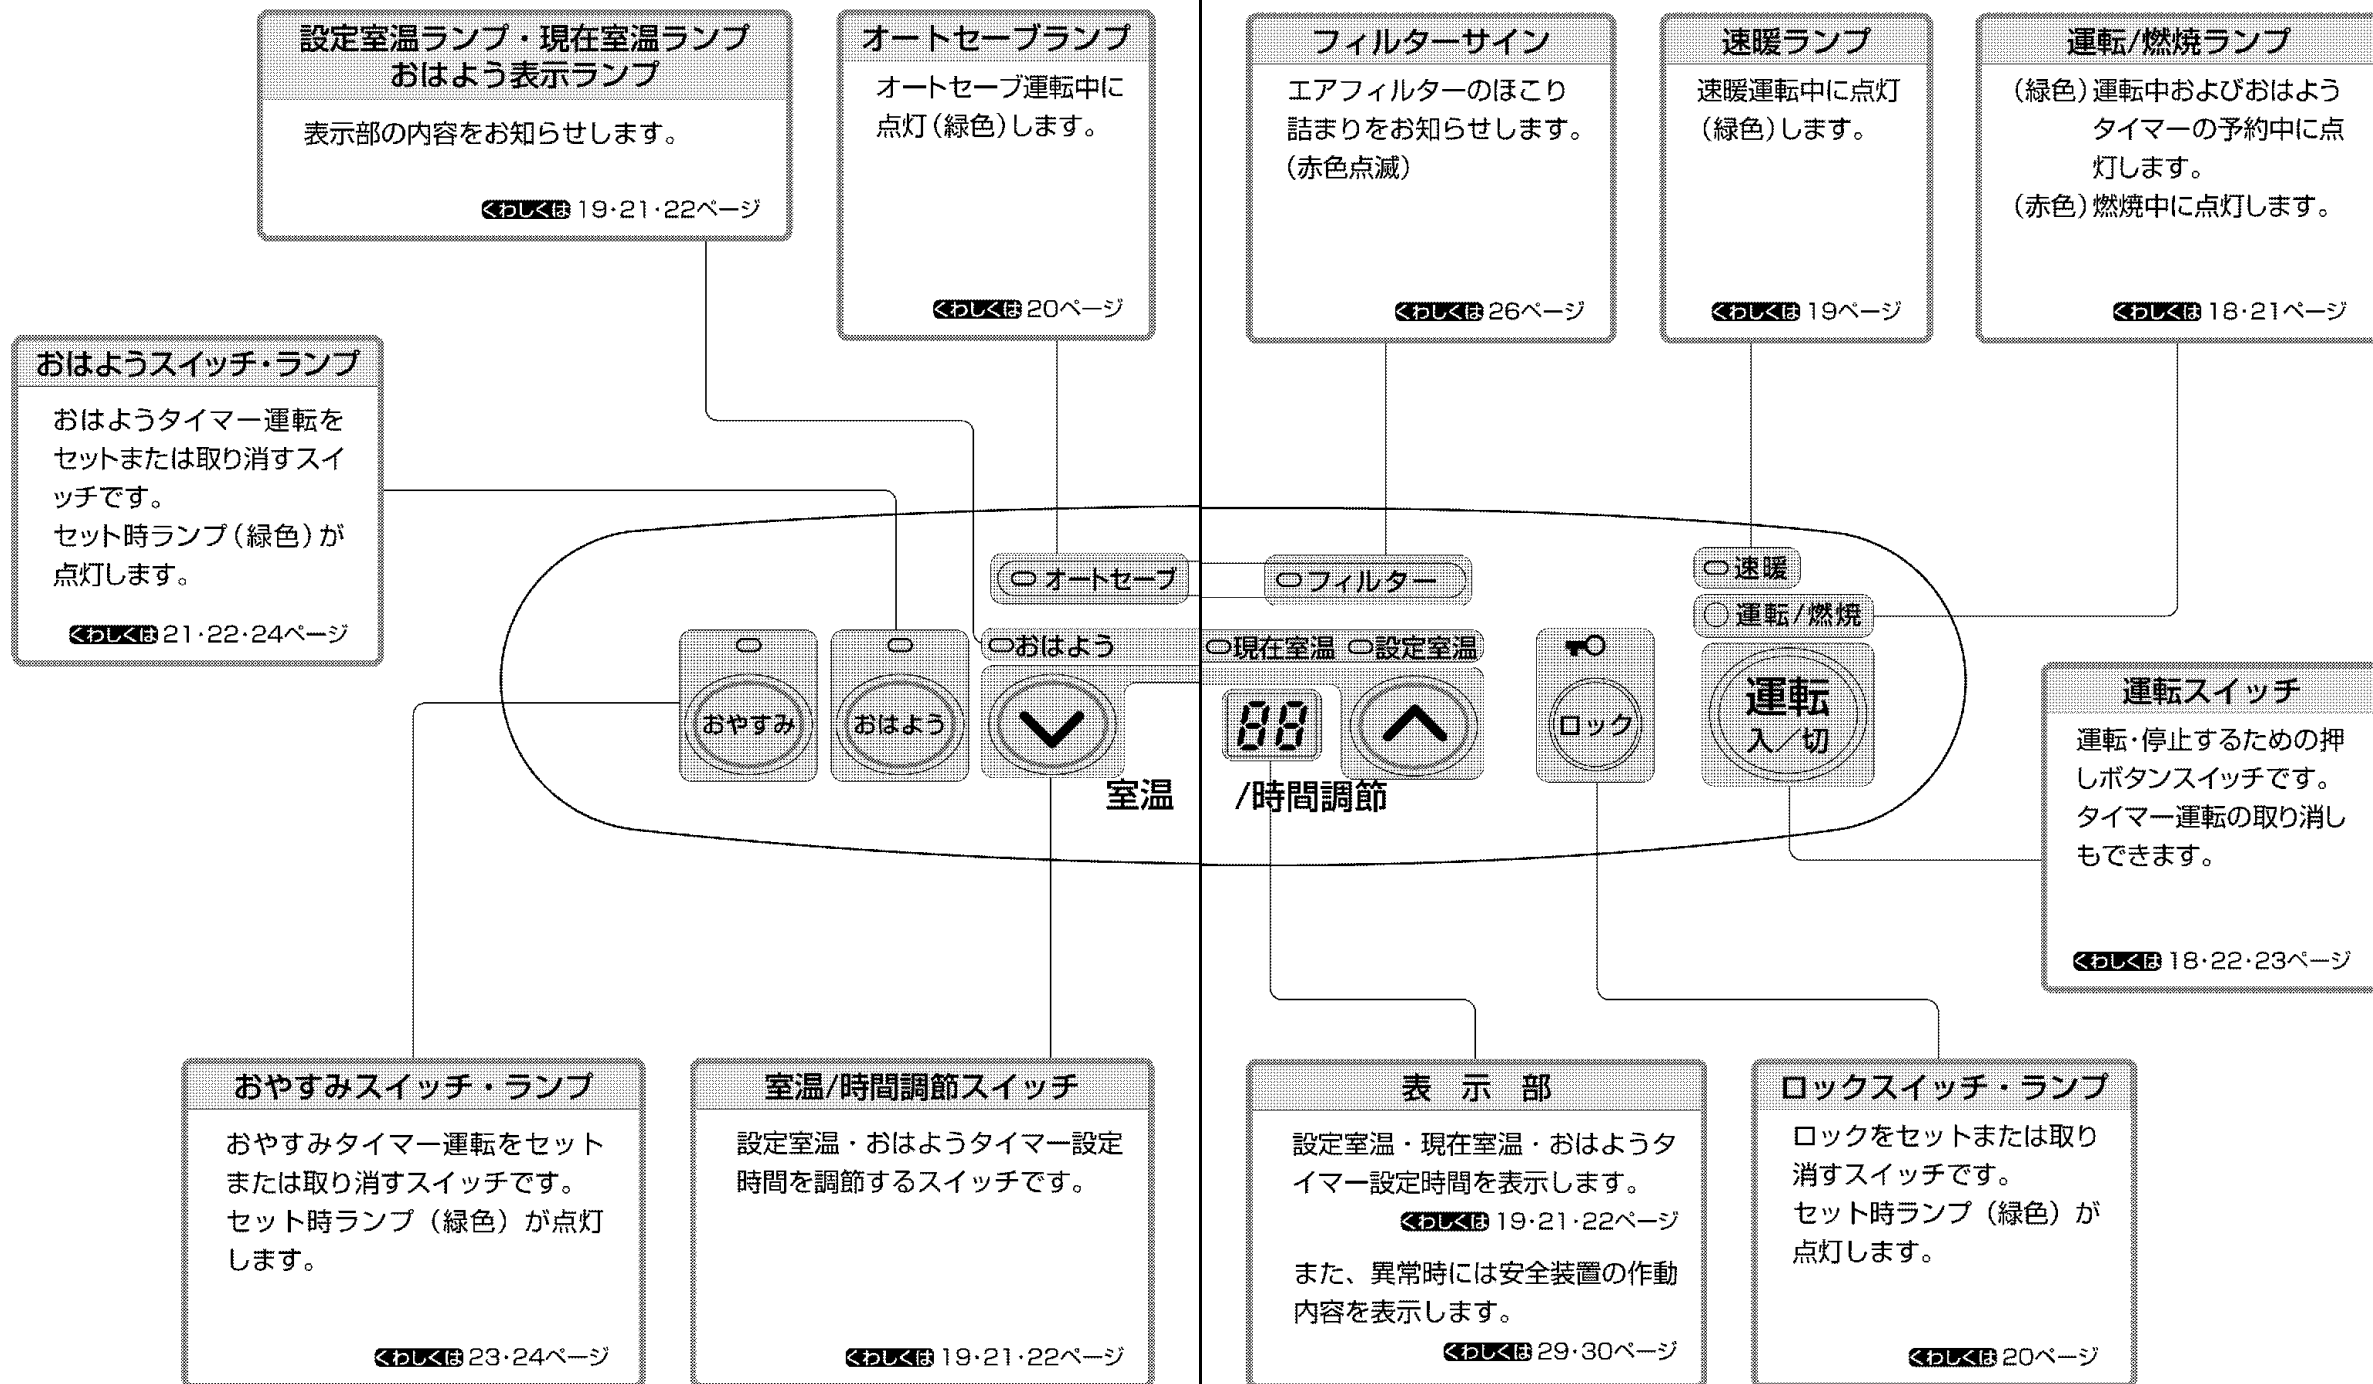 設定室温ランプ・現在室温ランプ
おはよう表示ランプ
表示部の内容をお知らせします。
くわしくは 19・21・22ページ
オートセーブランプ
オートセーブ運転中に
点灯(緑色)します。
くわしくは 20ページ
フィルターサイン
エアフィルターのほこり
詰まりをお知らせします。
(赤色点滅)
くわしくは 26ページ
速暖ランプ
速暖運転中に点灯
(緑色)します。
くわしくは 19ページ
運転/燃焼ランプ
(緑色)運転中およびおはよう
タイマーの予約中に点
灯します。
(赤色)燃焼中に点灯します。
くわしくは 18・21ページ
おはようスイッチ・ランプ
おはようタイマー運転を
セットまたは取り消すスイ
ッチです。
セット時ランプ(緑色)が
点灯します。
くわしくは 21・22・24ページ
オートセーブ
フィルター
速暖
運転/燃焼
おはよう
現在室温
設定室温
おやすみ
おはよう
88
ロック
運転
入/切
室温 /時間調節
運転スイッチ
運転・停止するための押
しボタンスイッチです。
タイマー運転の取り消し
もできます。
くわしくは 18・22・23ページ
おやすみスイッチ・ランプ
おやすみタイマー運転をセット
または取り消すスイッチです。
セット時ランプ(緑色)が点灯
します。
くわしくは 23・24ページ
室温/時間調節スイッチ
設定室温・おはようタイマー設定
時間を調節するスイッチです。
くわしくは 19・21・22ページ
表 示 部
設定室温・現在室温・おはようタ
イマー設定時間を表示します。
くわしくは 19・21・22ページ
また、異常時には安全装置の作動
内容を表示します。
くわしくは 29・30ページ
ロックスイッチ・ランプ
ロックをセットまたは取り
消すスイッチです。
セット時ランプ(緑色)が
点灯します。
くわしくは 20ページ